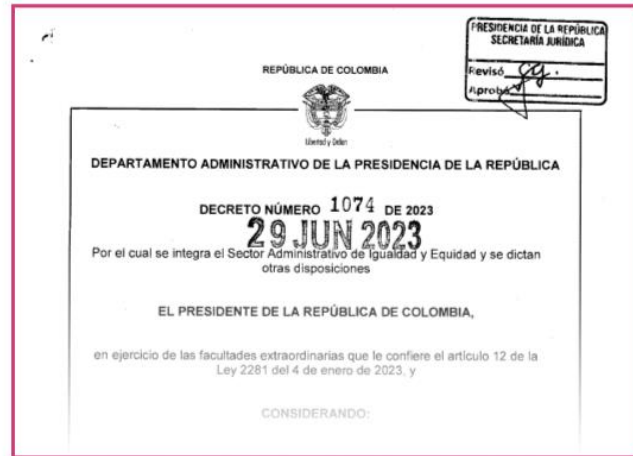 PRESIDENCIA DE LA REPÚBLICA
SECRETARÍA JURÍDICA
Revisó
Aprobó
REPÚBLICA DE COLOMBIA
Libertad y Orden
DEPARTAMENTO ADMINISTRATIVO DE LA PRESIDENCIA DE LA REPÚBLICA
DECRETO NÚMERO 1074 DE 2023
29 JUN 2023
Por el cual se integra el Sector Administrativo de Igualdad y Equidad y se dictan
otras disposiciones
EL PRESIDENTE DE LA REPÚBLICA DE COLOMBIA,
en ejercicio de las facultades extraordinarias que le confiere el artículo 12 de la
Ley 2281 del 4 de enero de 2023, y
CONSIDERANDO: